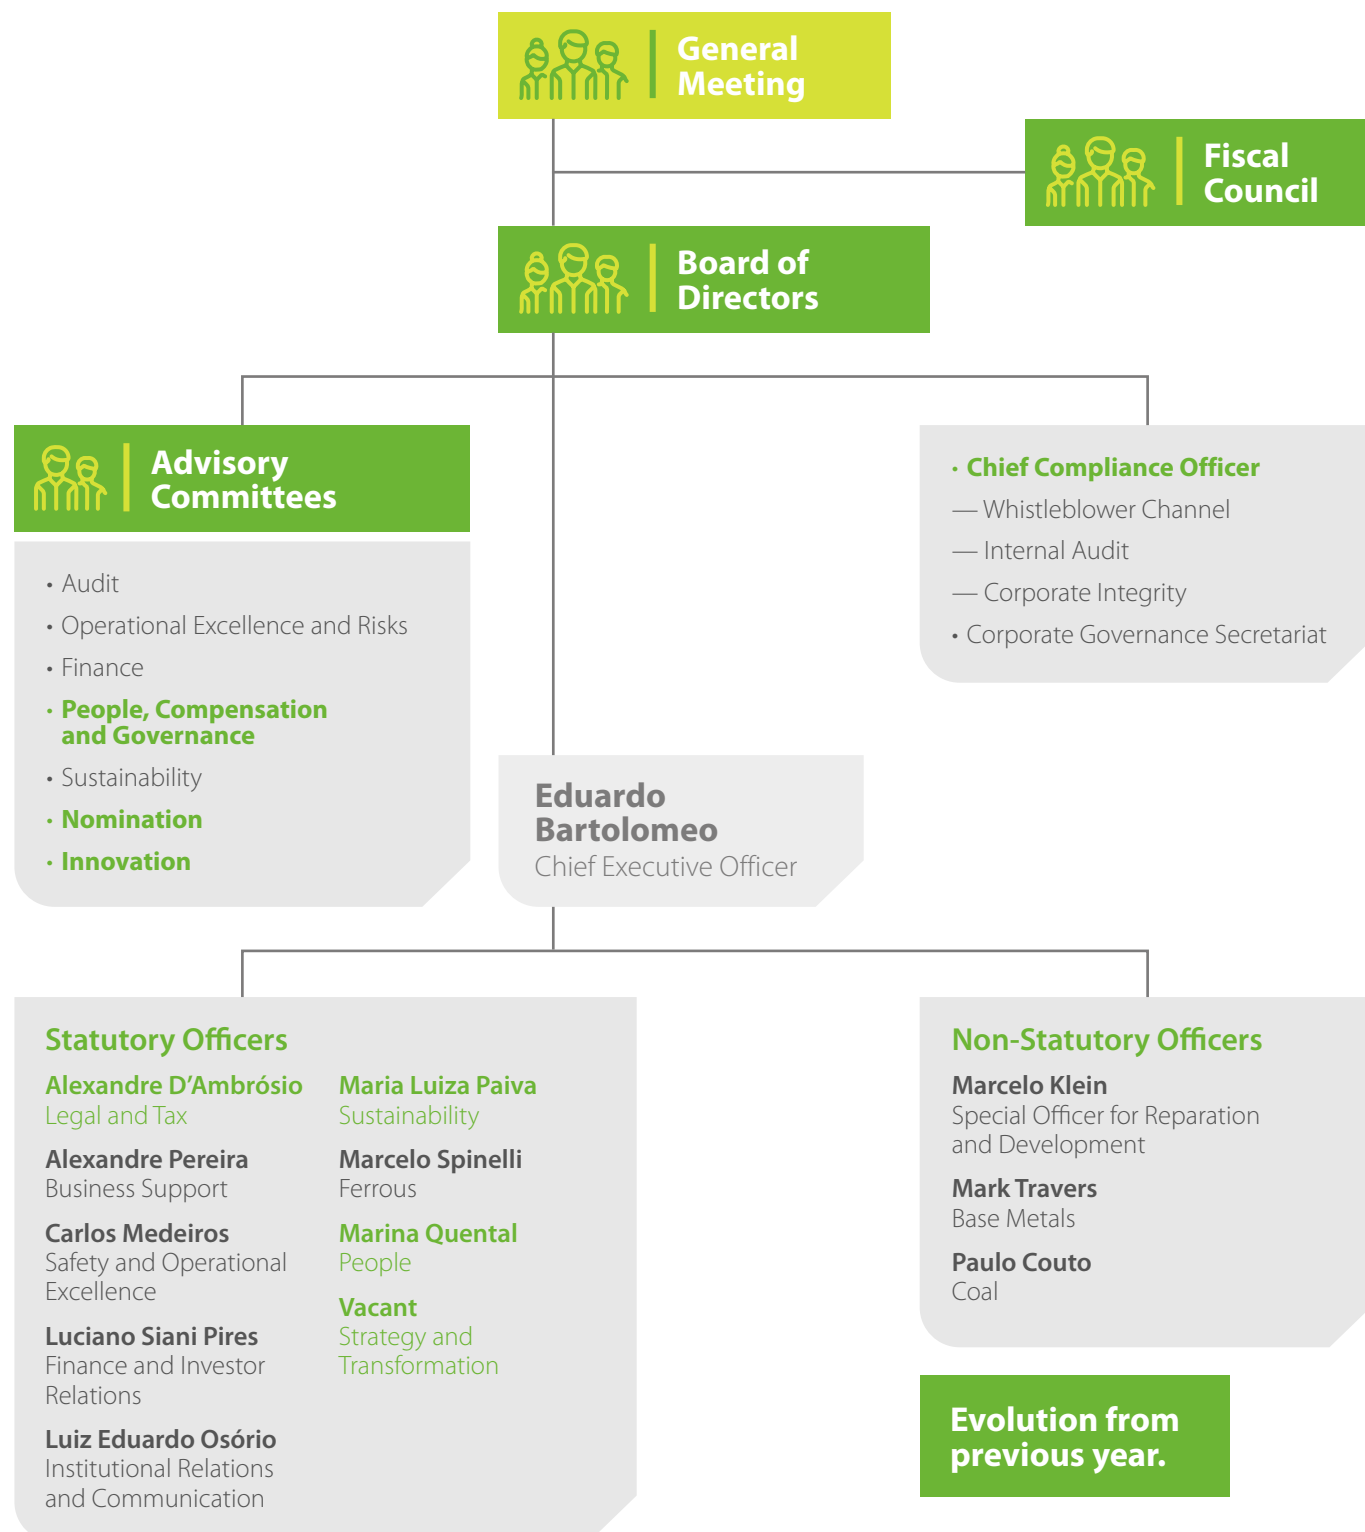 General
Meeting
Fiscal
Council
Board of
Directors
Advisory
Committees
• Audit
• Operational Excellence and Risks
• Finance
• People, Compensation
and Governance
• Sustainability
• Nomination
• Innovation
• Chief Compliance Officer
— Whistleblower Channel
— Internal Audit
— Corporate Integrity
• Corporate Governance Secretariat
Eduardo
Bartolomeo
Chief Executive Officer
Statutory Officers
Alexandre D’Ambrósio
Legal and Tax
Alexandre Pereira
Business Support
Carlos Medeiros
Safety and Operational
Excellence
Luciano Siani Pires
Finance and Investor
Relations
Luiz Eduardo Osório
Institutional Relations
and Communication
Maria Luiza Paiva
Sustainability
Marcelo Spinelli
Ferrous
Marina Quental
People
Vacant
Strategy and
Transformation
Non-Statutory Officers
Marcelo Klein
Special Officer for Reparation
and Development
Mark Travers
Base Metals
Paulo Couto
Coal
Evolution from
previous year.